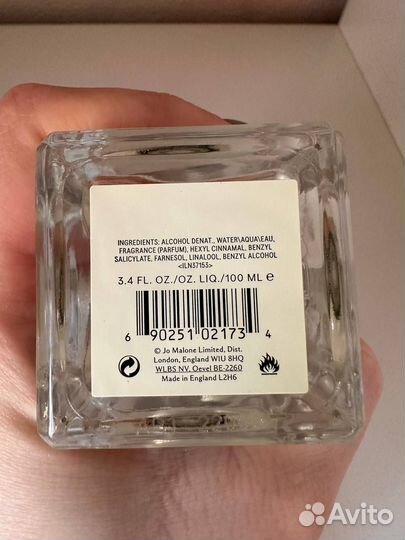 INGREDIENTS: ALCOHOL DENAT., WATER\AQUA\EAU,
FRAGRANCE (PARFUM), HEXYL CINNAMAL, BENZYL
SALICYLATE, FARNESOL, LINALOOL, BENZYL ALCOHOL
<ILN37153>
3.4 FL. OZ./OZ. LIQ./100 ML ℮
6 90251 02173 4
© Jo Malone Limited, Dist.
London, England W1U 8HQ
WLBS NV. Oevel BE-2260
Made in England L2H6
Avito